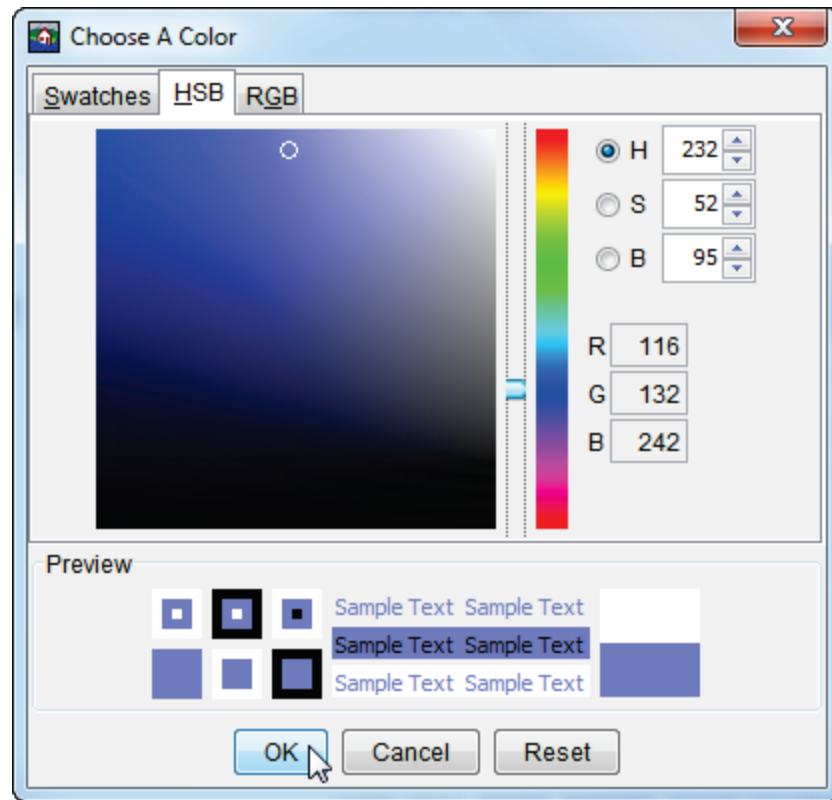 Choose A Color
Swatches HSB RGB
H 232
S 52
B 95
R 116
G 132
B 242
Preview
Sample Text Sample Text
Sample Text Sample Text
Sample Text Sample Text
OK Cancel Reset